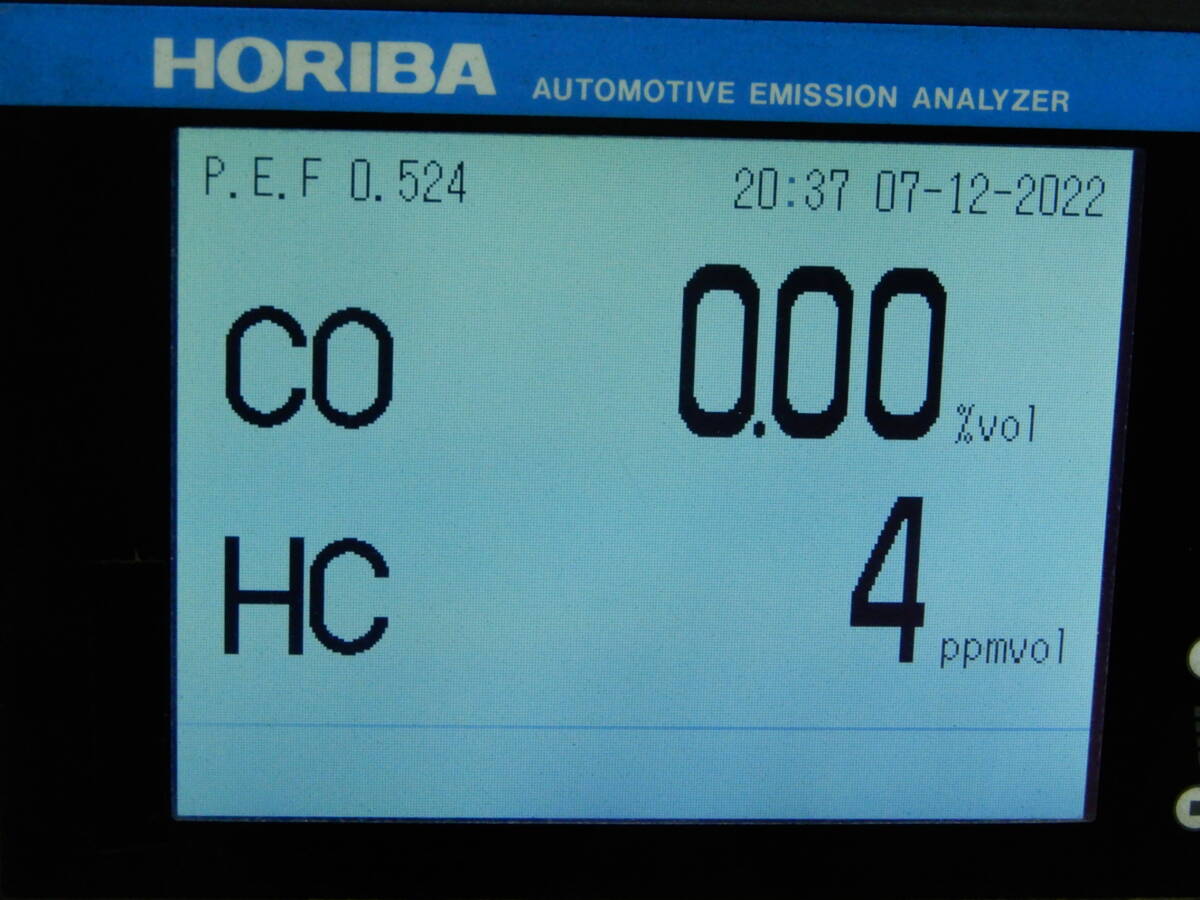 HORIBA AUTOMOTIVE EMISSION ANALYZER
P.E.F 0.524 20:37 07-12-2022
CO 0.00 %vol
HC 4 ppmvol